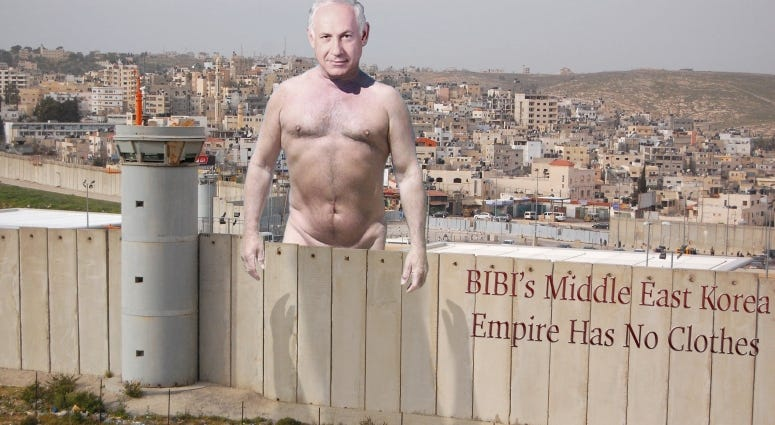 BIBI's Middle East Korea
Empire Has No Clothes